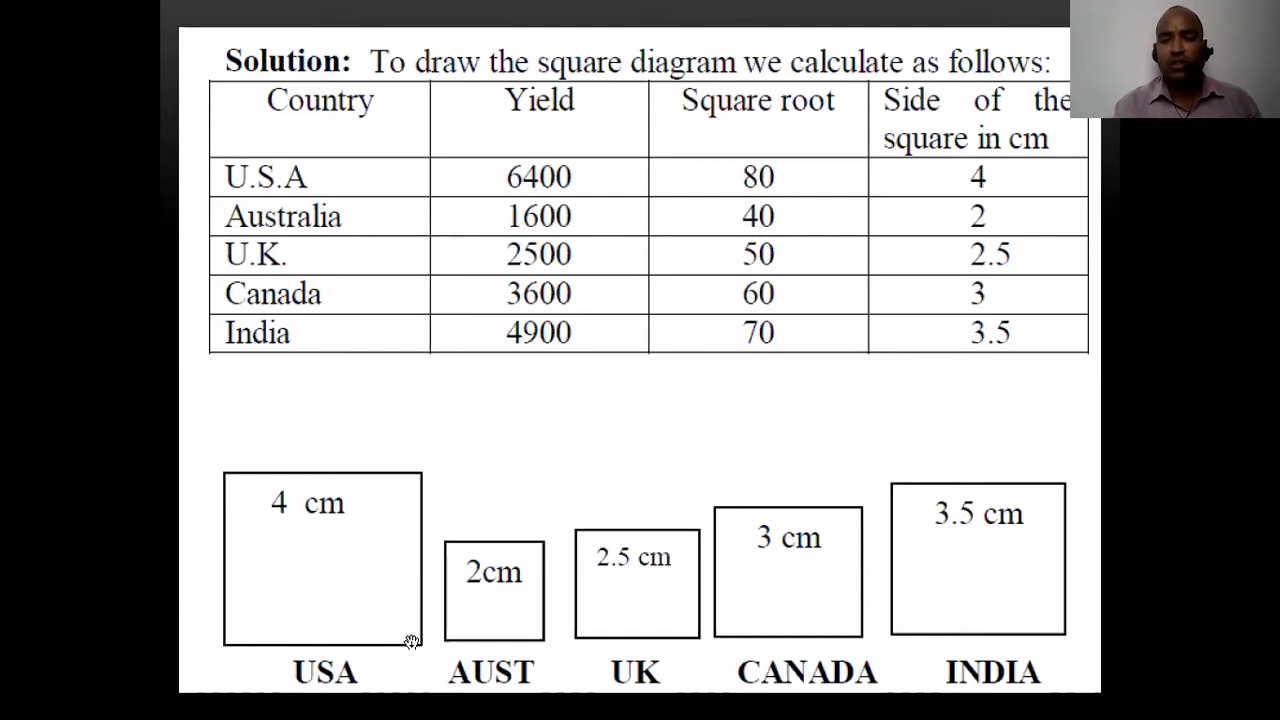 Solution: To draw the square diagram we calculate as follows:
Country Yield Square root Side of the square in cm
U.S.A 6400 80 4
Australia 1600 40 2
U.K. 2500 50 2.5
Canada 3600 60 3
India 4900 70 3.5
4 cm 2cm 2.5 cm 3 cm 3.5 cm
USA AUST UK CANADA INDIA